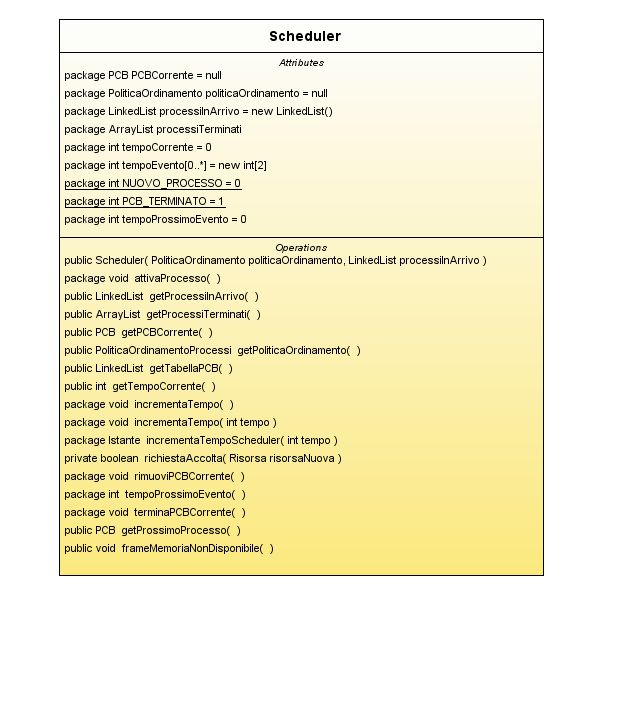 Scheduler
Attributes
package PCB PCBCorrente = null
package PoliticaOrdinamento politicaOrdinamento = null
package LinkedList processiInArrivo = new LinkedList()
package ArrayList processiTerminati
package int tempoCorrente = 0
package int tempoEvento[0..*] = new int[2]
package int NUOVO_PROCESSO = 0
package int PCB_TERMINATO = 1
package int tempoProssimoEvento = 0
Operations
public Scheduler( PoliticaOrdinamento politicaOrdinamento, LinkedList processiInArrivo )
package void attivaProcesso( )
public LinkedList getProcessiInArrivo( )
public ArrayList getProcessiTerminati( )
public PCB getPCBCorrente( )
public PoliticaOrdinamentoProcessi getPoliticaOrdinamento( )
public LinkedList getTabellaPCB( )
public int getTempoCorrente( )
package void incrementaTempo( )
package void incrementaTempo( int tempo )
package Istante incrementaTempoScheduler( int tempo )
private boolean richiestaAccolta( Risorsa risorsaNuova )
package void rimuoviPCBCorrente( )
package int tempoProssimoEvento( )
package void terminaPCBCorrente( )
public PCB getProssimoProcesso( )
public void frameMemoriaNonDisponibile( )